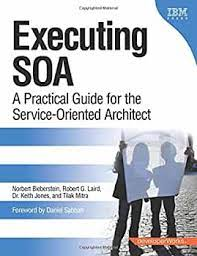 IBM
PRESS
Executing
SOA
A Practical Guide for the
Service-Oriented Architect
Norbert Bieberstein, Robert G. Laird,
Dr. Keith Jones, and Tilak Mitra
Foreword by Daniel Sabbah
developerWorks